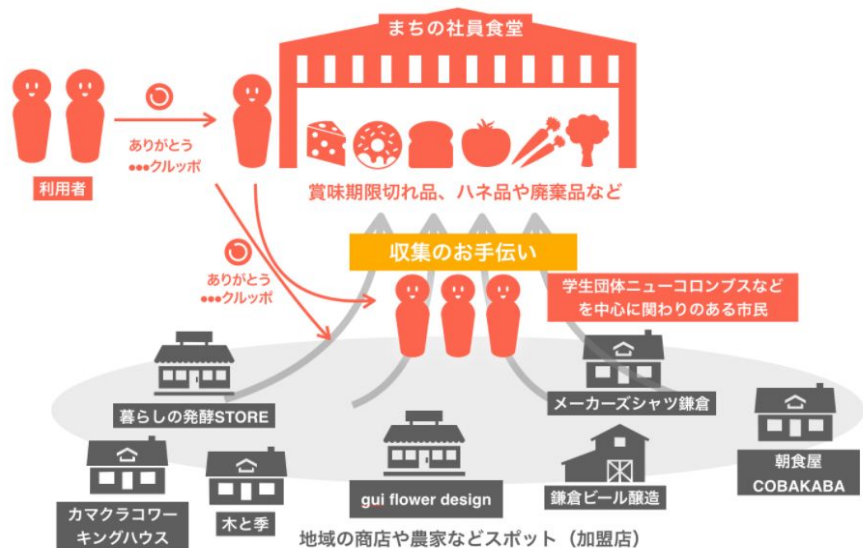 まちの社員食堂
ありがとう
●●●クルッポ
利用者
賞味期限切れ品、ハネ品や廃棄品など
収集のお手伝い
ありがとう
●●●クルッポ
学生団体ニューコロンブスなど
を中心に関わりのある市民
暮らしの発酵STORE
メーカーズシャツ鎌倉
カマクラコワー
キングハウス
木と季
gui flower design
鎌倉ビール醸造
朝食屋
COBAKABA
地域の商店や農家などスポット（加盟店）